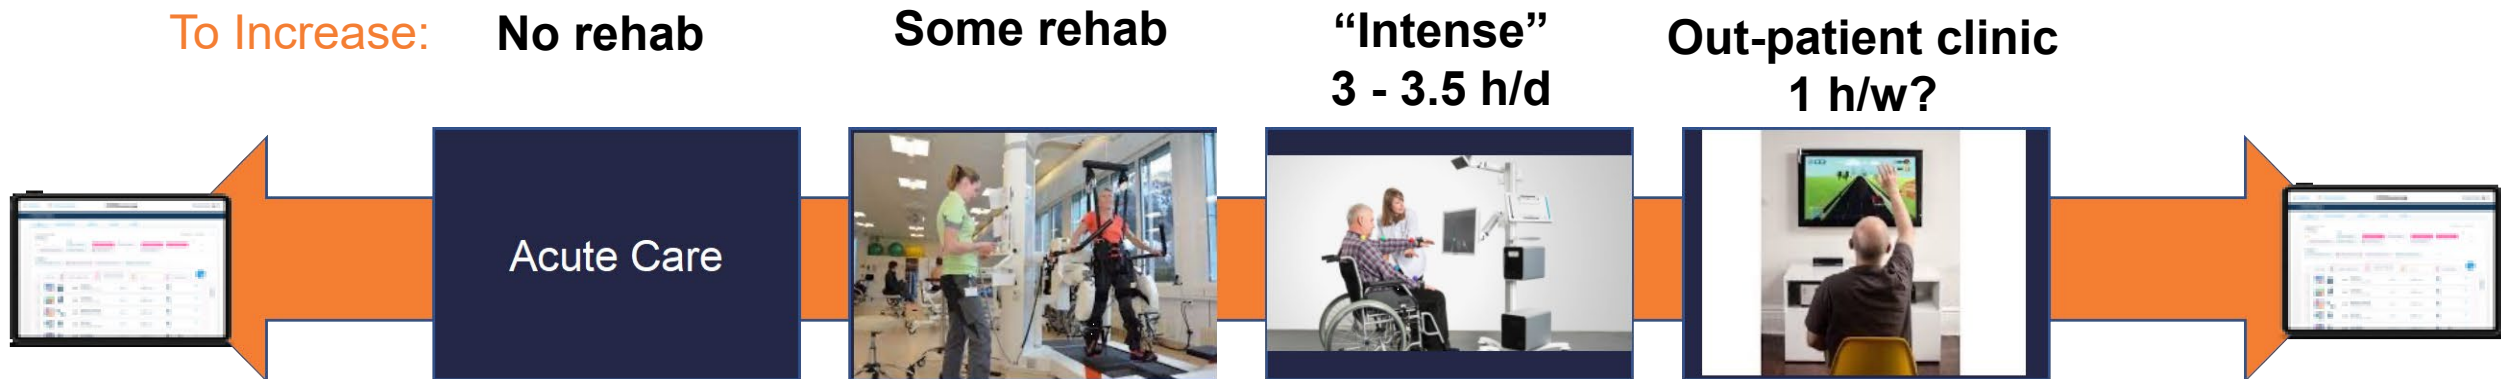 To Increase:
No rehab
Some rehab
“Intense”
3 - 3.5 h/d
Out-patient clinic
1 h/w?
Acute Care